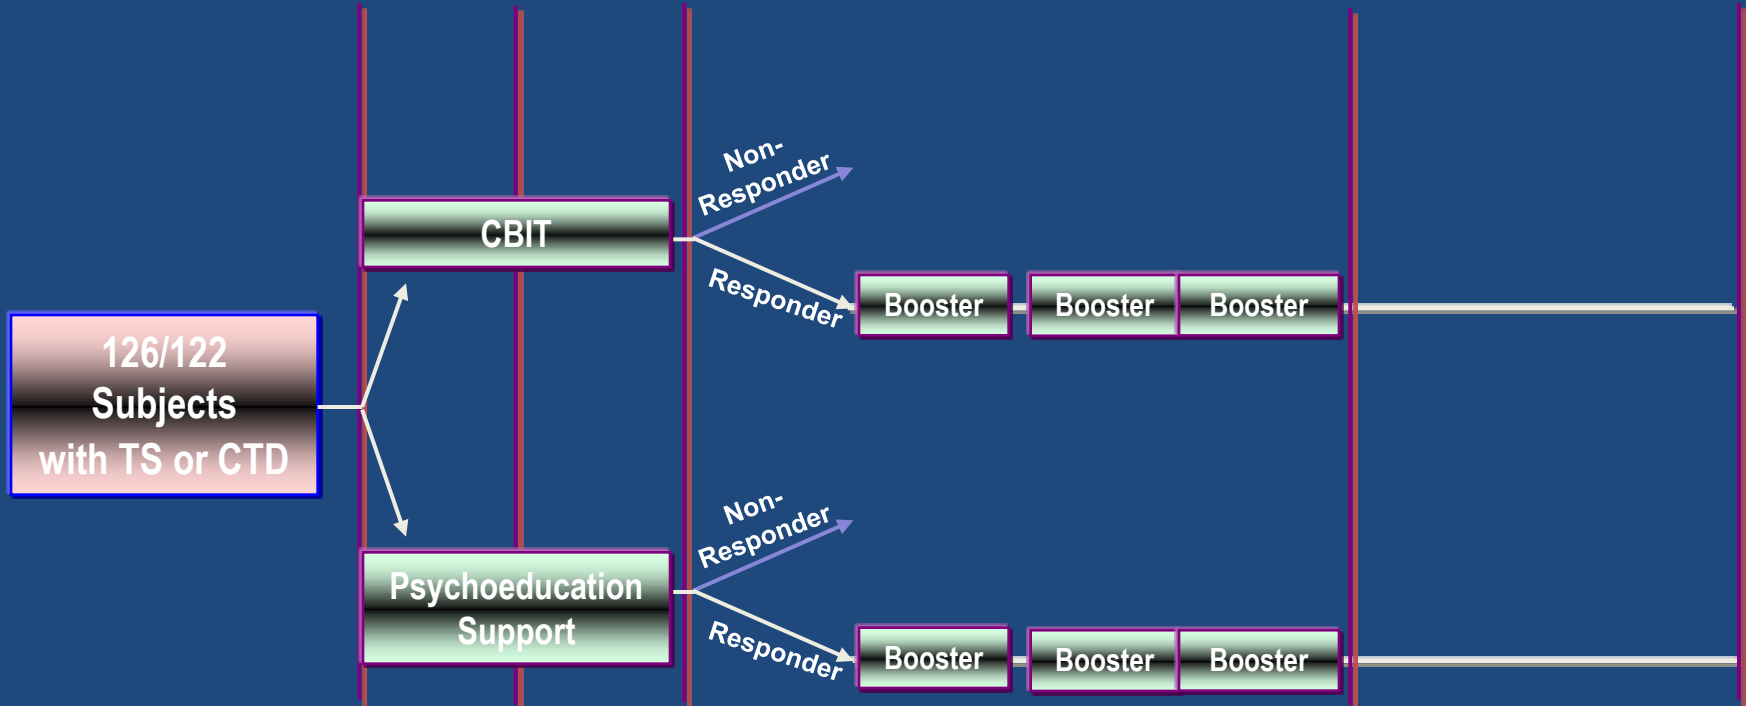 126/122
Subjects
with TS or CTD
CBIT
Non-
Responder
Responder
Booster
Booster
Booster
Psychoeducation
Support
Non-
Responder
Responder
Booster
Booster
Booster